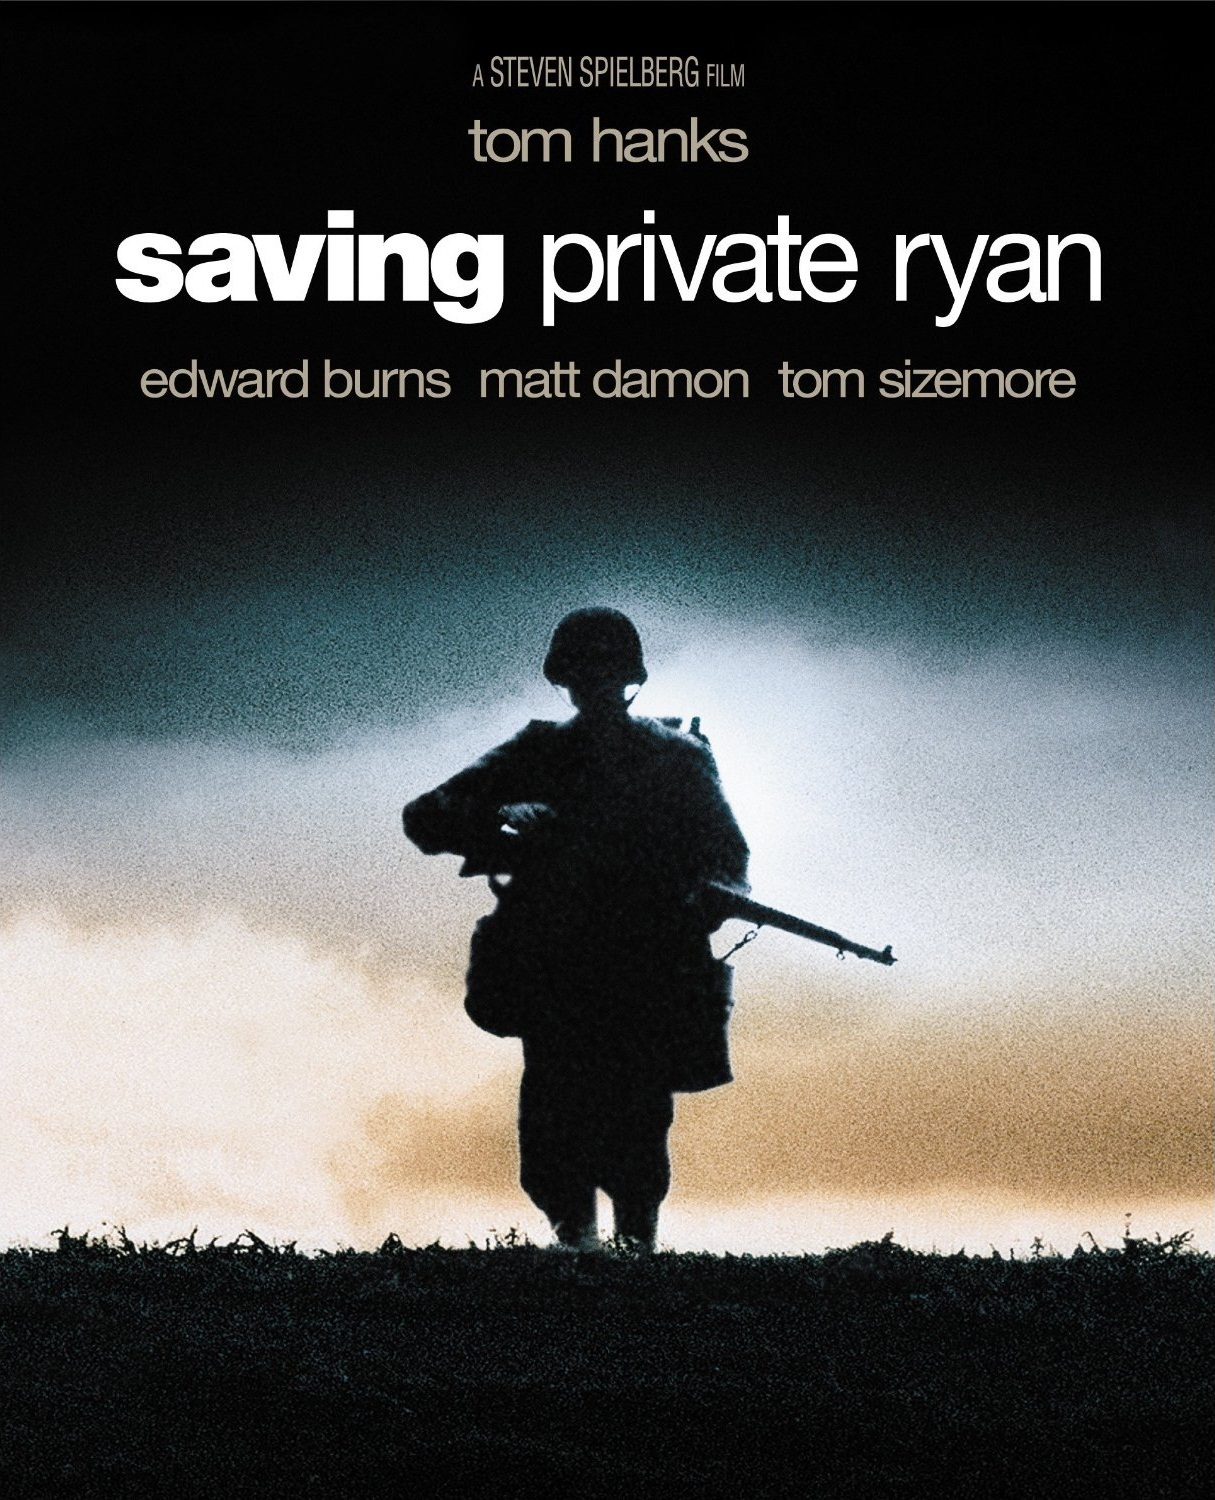 A STEVEN SPIELBERG FILM
tom hanks
saving private ryan
edward burns matt damon tom sizemore